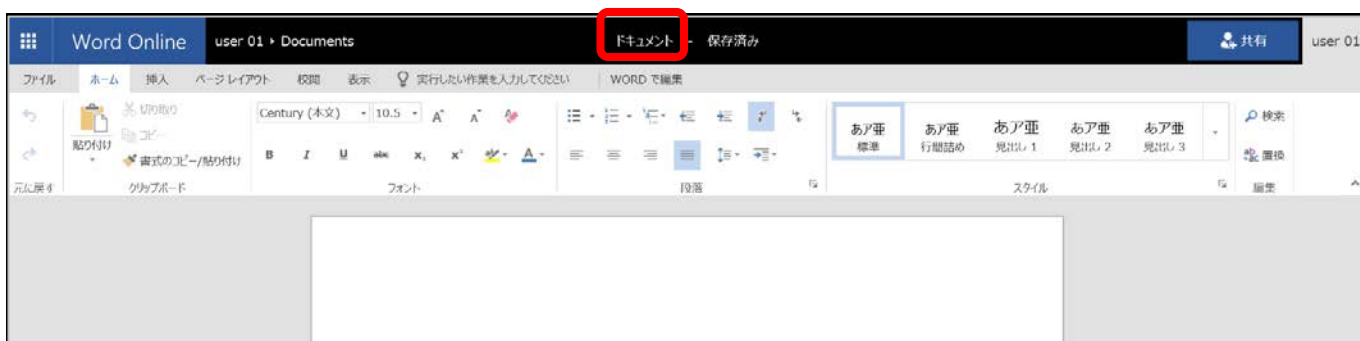 Word Online user 01 ▸ Documents ドキュメント - 保存済み 共有 user 01
ファイル ホーム 挿入 ページ レイアウト 校閲 表示 実行したい作業を入力してください WORD で編集
切り取り Century (本文) 10.5 A A 検索
コピー
貼り付け 書式のコピー/貼り付け B I U abc x₂ x² A 置換
あア亜 あア亜 あア亜 あア亜 あア亜
標準 行間詰め 見出し 1 見出し 2 見出し 3
元に戻す クリップボード フォント 段落 スタイル 編集